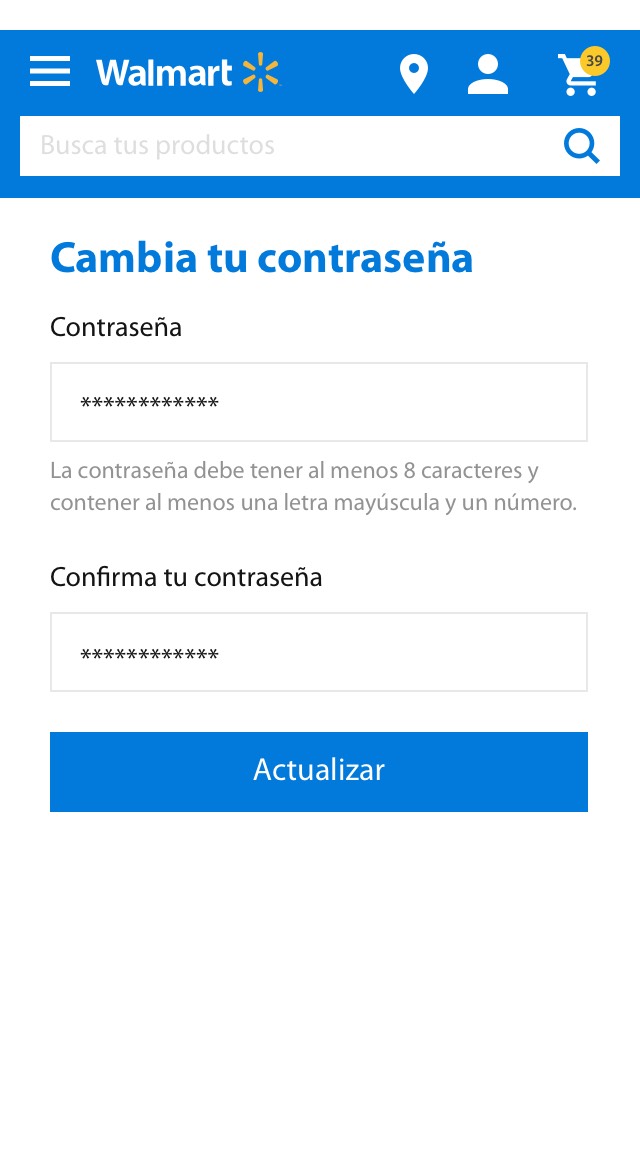 Walmart
39
Busca tus productos
Cambia tu contraseña
Contraseña
************
La contraseña debe tener al menos 8 caracteres y
contener al menos una letra mayúscula y un número.
Confirma tu contraseña
************
Actualizar